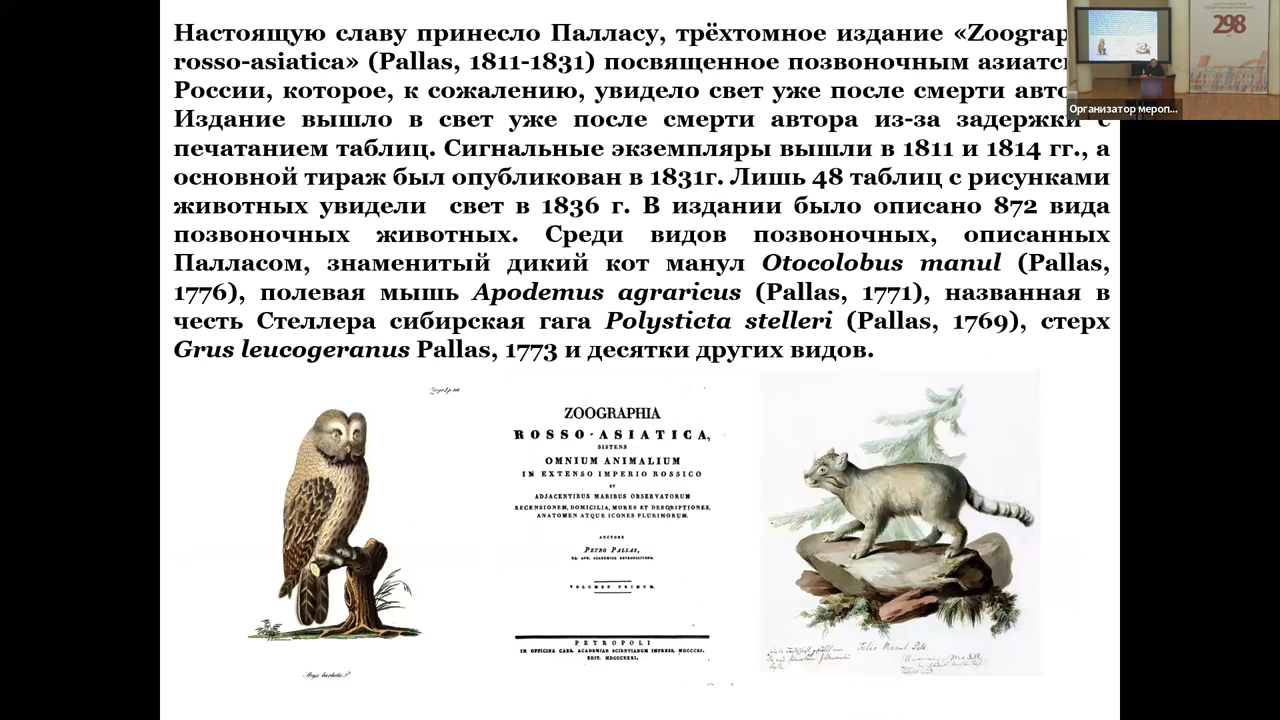 Настоящую славу принесло Палласу, трёхтомное издание «Zoograp
rosso-asiatica» (Pallas, 1811-1831) посвященное позвоночным азиатс
России, которое, к сожалению, увидело свет уже после смерти авто
Издание вышло в свет уже после смерти автора из-за задержки с
печатанием таблиц. Сигнальные экземпляры вышли в 1811 и 1814 гг., а
основной тираж был опубликован в 1831г. Лишь 48 таблиц с рисунками
животных увидели свет в 1836 г. В издании было описано 872 вида
позвоночных животных. Среди видов позвоночных, описанных
Палласом, знаменитый дикий кот манул Otocolobus manul (Pallas,
1776), полевая мышь Apodemus agraricus (Pallas, 1771), названная в
честь Стеллера сибирская гага Polysticta stelleri (Pallas, 1769), стерх
Grus leucogeranus Pallas, 1773 и десятки других видов.
298
Организатор мероп...
ZOOGRAPHIA
ROSSO-ASIATICA,
SISTENS
OMNIUM ANIMALIUM
IN EXTENSO IMPERIO ROSSICO
ET
ADJACENTIBUS MARIBUS OBSERVATORUM
RECENSIONEM, DOMICILIA, MORES ET DESCRIPTIONES,
ANATOMEN ATQUE ICONES PLURIMORUM.
AUCTORE
PETRO PALLAS,
VOLUMEN PRIMUM.
PETROPOLI
IN OFFICINA CAES. ACADEMIAE SCIENTIARUM IMPRESS. MDCCCXI.
EDIT. MDCCCXXXI.
Felis Manul Pall.